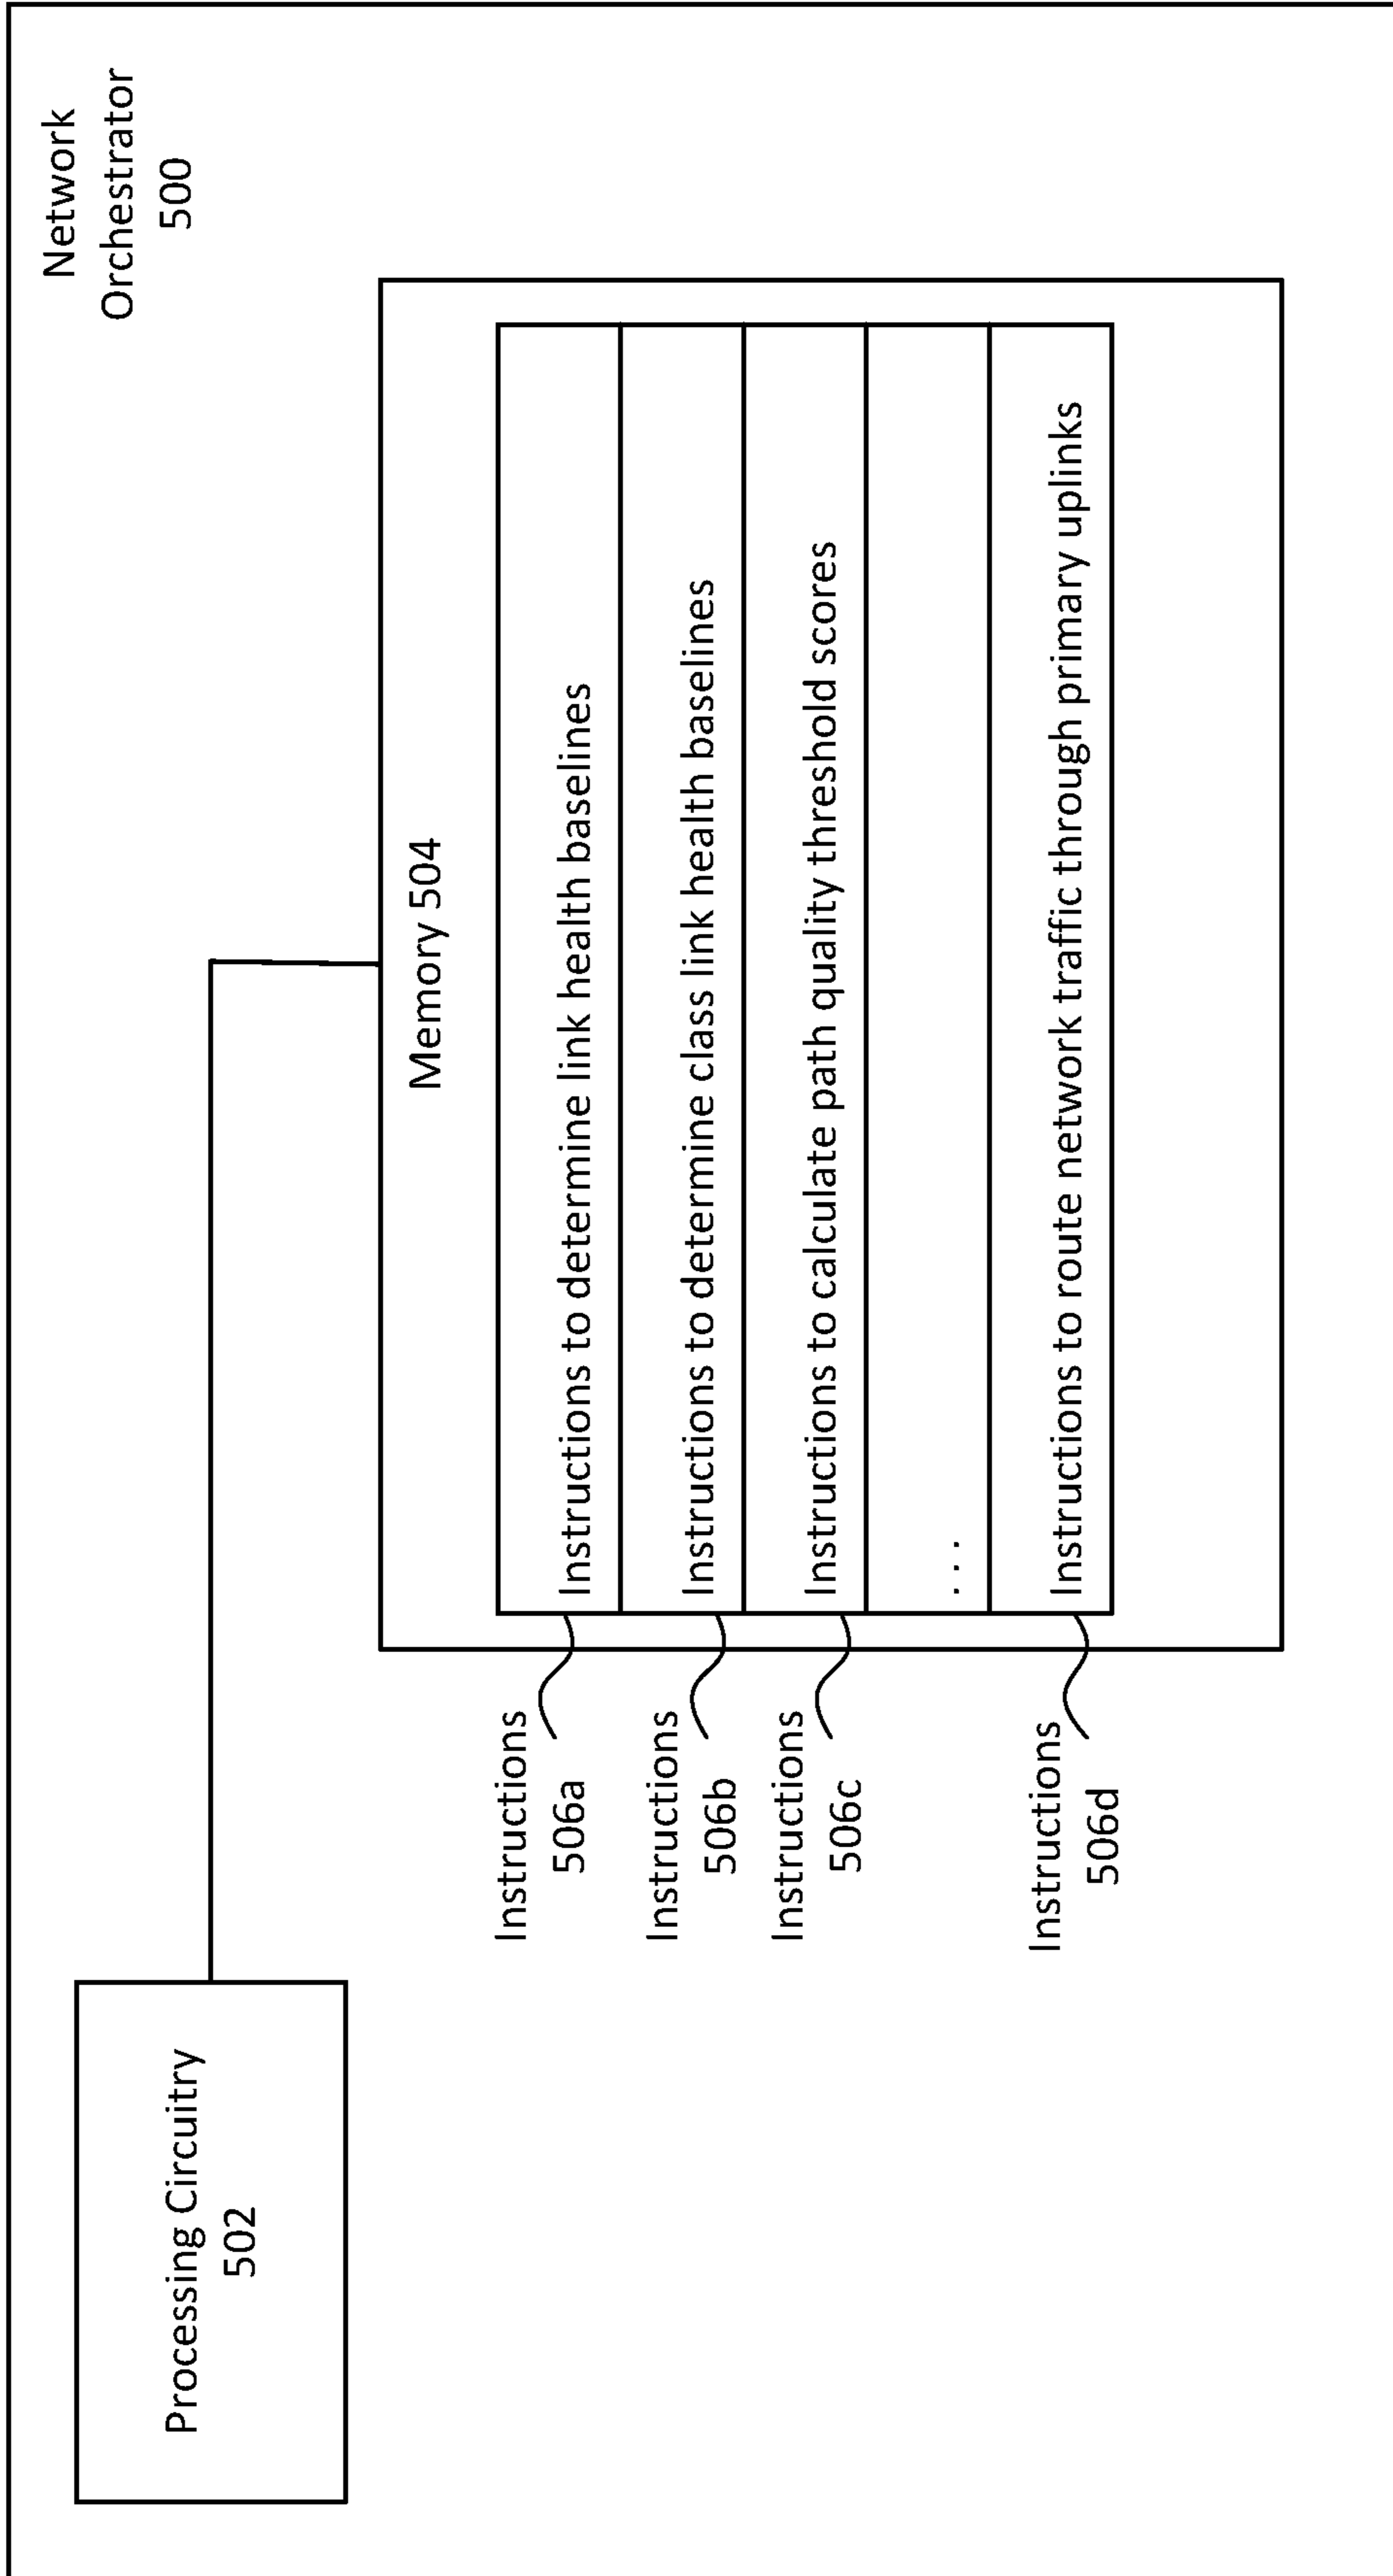 Network
Orchestrator
500
Processing Circuitry
502
Memory 504
Instructions
506a
Instructions to determine link health baselines
Instructions
506b
Instructions to determine class link health baselines
Instructions
506c
Instructions to calculate path quality threshold scores
. . .
Instructions
506d
Instructions to route network traffic through primary uplinks